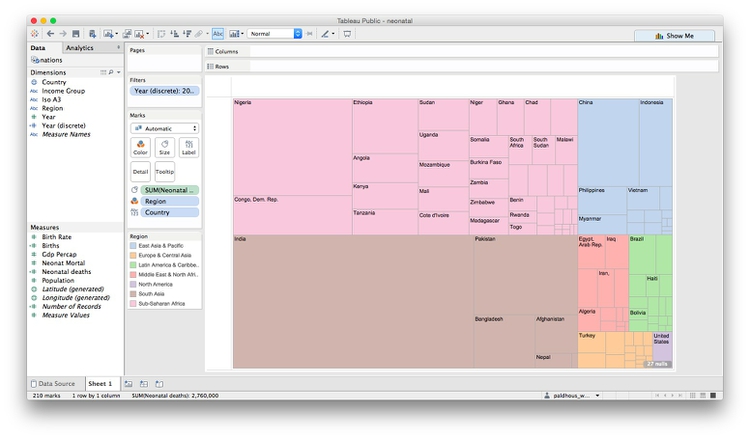 Tableau Public - neonatal
Abc
Normal
Show Me
Data
Analytics
nations
Dimensions
Country
Abc Income Group
Abc Iso A3
Abc Region
Year
Year (discrete)
Abc Measure Names
Measures
Birth Rate
Births
Gdp Percap
Neonat Mortal
Neonatal deaths
Population
Latitude (generated)
Longitude (generated)
Number of Records
Measure Values
Pages
Filters
Year (discrete): 20..
Marks
Automatic
Color
Size
Label
Detail
Tooltip
SUM(Neonatal ..
Region
Country
Region
East Asia & Pacific
Europe & Central Asia
Latin America & Caribbe..
Middle East & North Afri..
North America
South Asia
Sub-Saharan Africa
Columns
Rows
Nigeria
Ethiopia
Sudan
Niger
Ghana
Chad
China
Indonesia
Uganda
Somalia
South Africa
South Sudan
Malawi
Angola
Mozambique
Burkina Faso
Zambia
Kenya
Mali
Philippines
Vietnam
Congo, Dem. Rep.
Zimbabwe
Benin
Tanzania
Cote d'Ivoire
Rwanda
Madagascar
Togo
Myanmar
India
Pakistan
Egypt, Arab Rep.
Iraq
Brazil
Iran,
Haiti
Algeria
Bolivia
Bangladesh
Afghanistan
Turkey
United States
Nepal
27 nulls
Data Source
Sheet 1
210 marks
1 row by 1 column
SUM(Neonatal deaths): 2,760,000
paldhous_w...